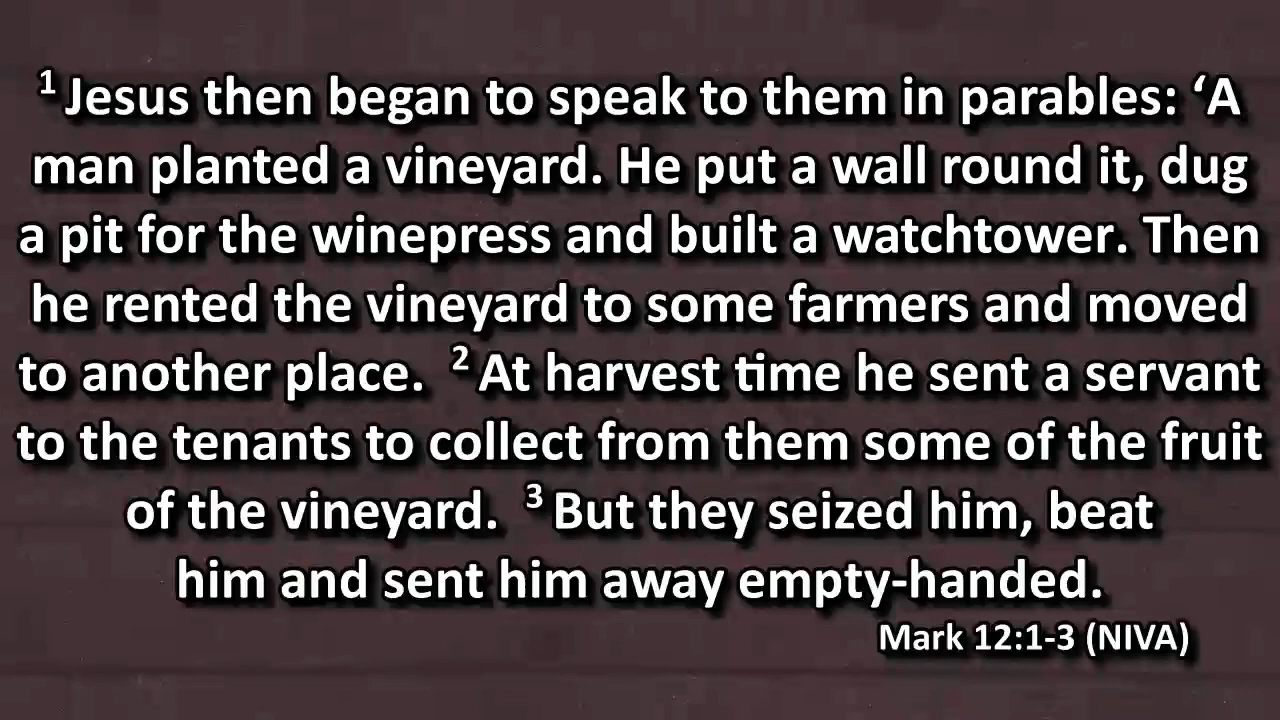 1 Jesus then began to speak to them in parables: ‘A
man planted a vineyard. He put a wall round it, dug
a pit for the winepress and built a watchtower. Then
he rented the vineyard to some farmers and moved
to another place. 2 At harvest time he sent a servant
to the tenants to collect from them some of the fruit
of the vineyard. 3 But they seized him, beat
him and sent him away empty-handed.
Mark 12:1-3 (NIVA)